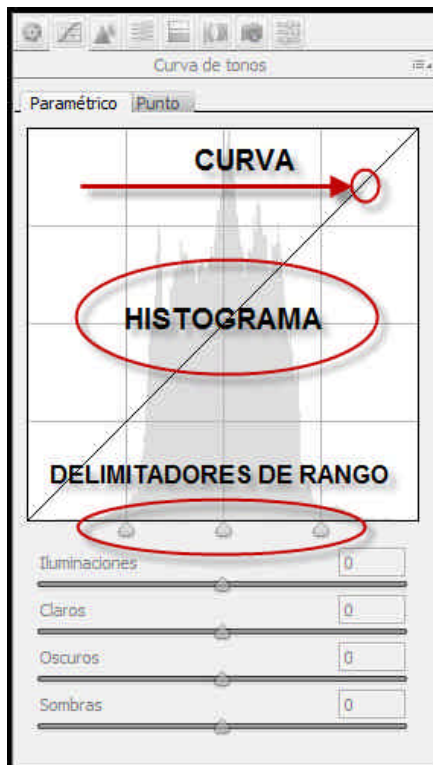 Curva de tonos
Paramétrico Punto
CURVA
HISTOGRAMA
DELIMITADORES DE RANGO
Iluminaciones 0
Claros 0
Oscuros 0
Sombras 0